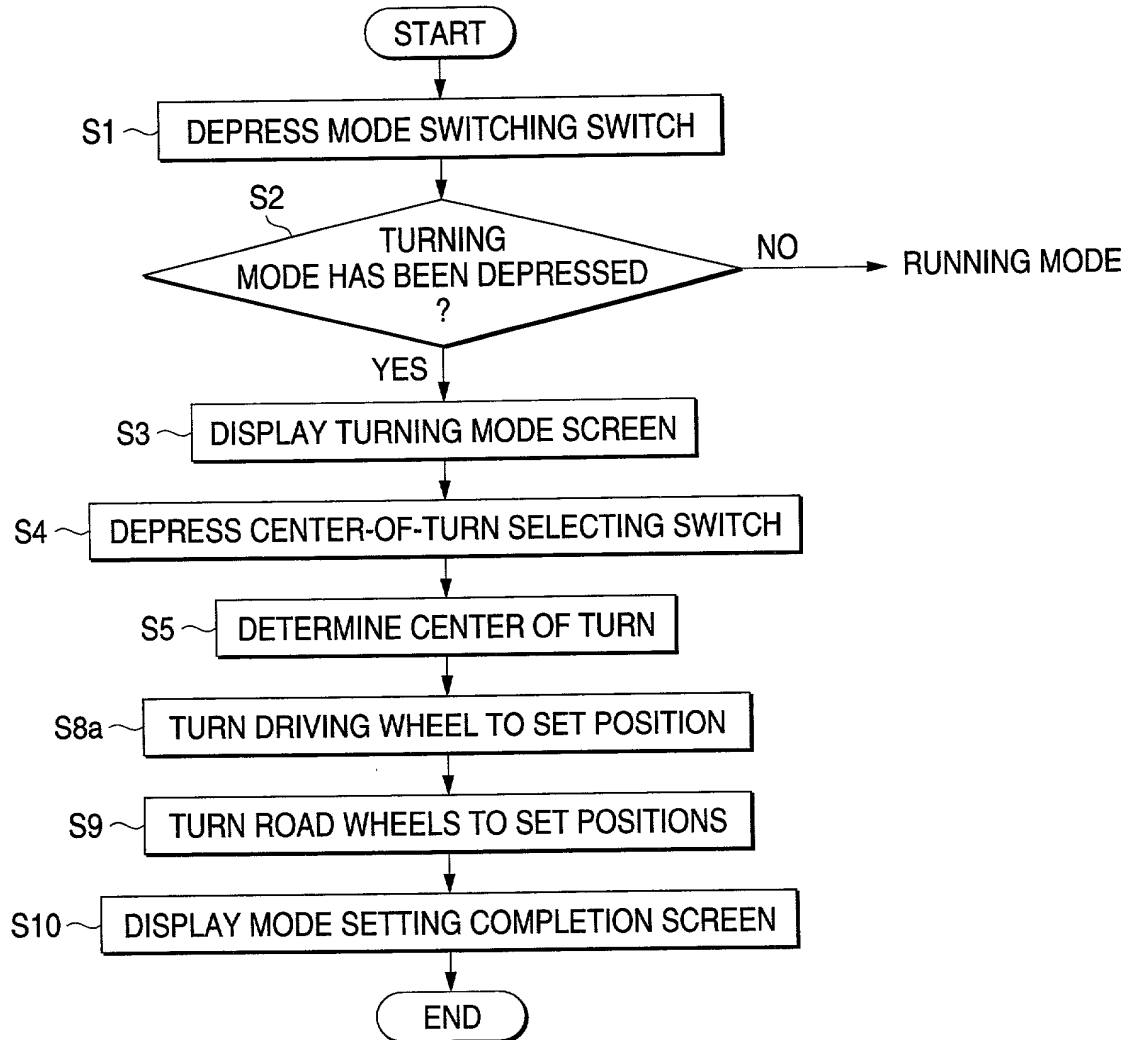 START
S1 DEPRESS MODE SWITCHING SWITCH
S2
TURNING
MODE HAS BEEN DEPRESSED
?
NO
RUNNING MODE
YES
S3 DISPLAY TURNING MODE SCREEN
S4 DEPRESS CENTER-OF-TURN SELECTING SWITCH
S5 DETERMINE CENTER OF TURN
S8a TURN DRIVING WHEEL TO SET POSITION
S9 TURN ROAD WHEELS TO SET POSITIONS
S10 DISPLAY MODE SETTING COMPLETION SCREEN
END